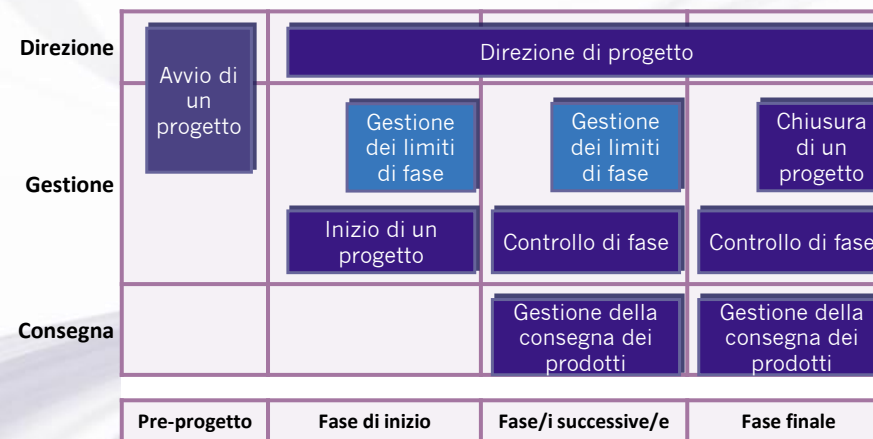 Direzione
Avvio di
un
progetto
Direzione di progetto
Gestione
Gestione
dei limiti
di fase
Gestione
dei limiti
di fase
Chiusura
di un
progetto
Inizio di un
progetto
Controllo di fase
Controllo di fase
Consegna
Gestione della
consegna dei
prodotti
Gestione della
consegna dei
prodotti
Pre-progetto
Fase di inizio
Fase/i successive/e
Fase finale